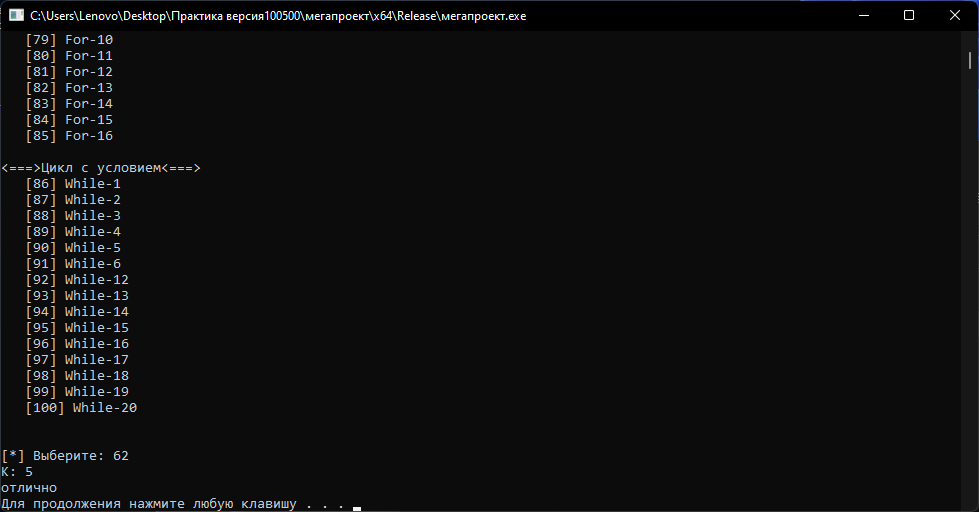 C:\Users\Lenovo\Desktop\Практика версия100500\мегапроект\x64\Release\мегапроект.exe
[79] For-10
[80] For-11
[81] For-12
[82] For-13
[83] For-14
[84] For-15
[85] For-16
<===>Цикл с условием<===>
[86] While-1
[87] While-2
[88] While-3
[89] While-4
[90] While-5
[91] While-6
[92] While-12
[93] While-13
[94] While-14
[95] While-15
[96] While-16
[97] While-17
[98] While-18
[99] While-19
[100] While-20
[*] Выберите: 62
K: 5
отлично
Для продолжения нажмите любую клавишу . . .